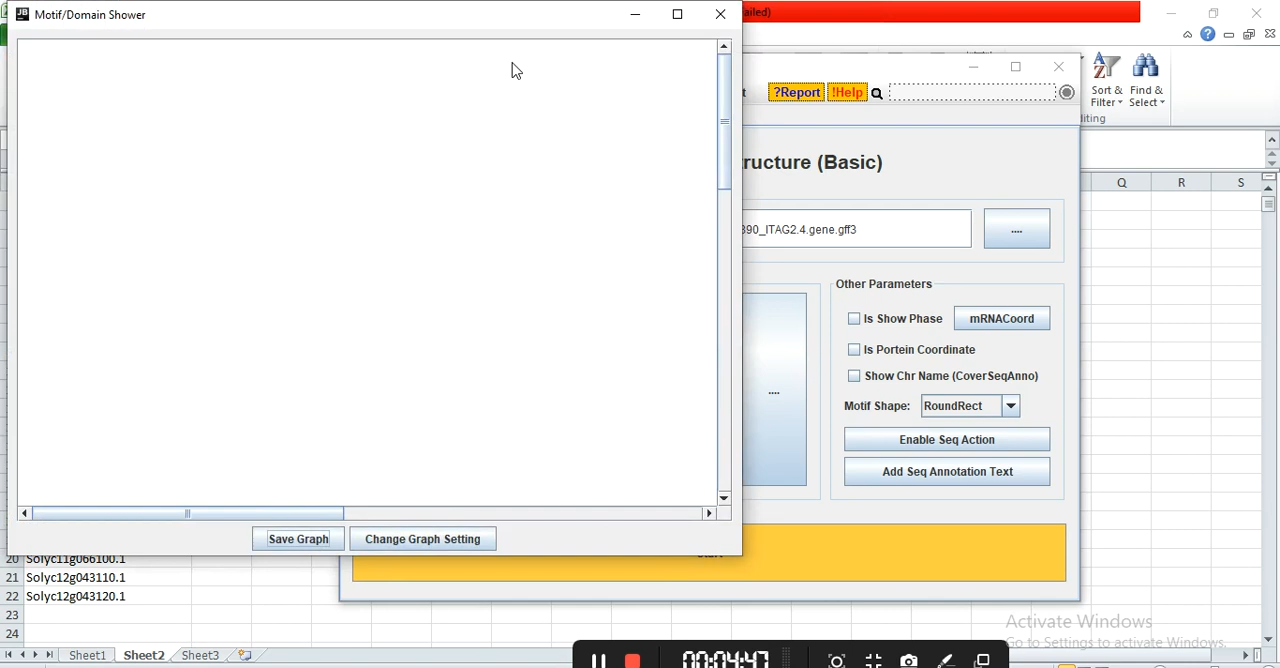 JB Motif/Domain Shower
ailed)
t ?Report !Help
Sort & Filter
Find & Select
iting
ructure (Basic)
Q R S
390_ITAG2.4.gene.gff3
....
Other Parameters
Is Show Phase
mRNACoord
Is Portein Coordinate
Show Chr Name (CoverSeqAnno)
....
Motif Shape: RoundRect
Enable Seq Action
Add Seq Annotation Text
Save Graph
Change Graph Setting
20 Solyc11g066100.1
21 Solyc12g043110.1
22 Solyc12g043120.1
23
24
Activate Windows
Go to Settings to activate Windows.
Sheet1 Sheet2 Sheet3
00:04:47